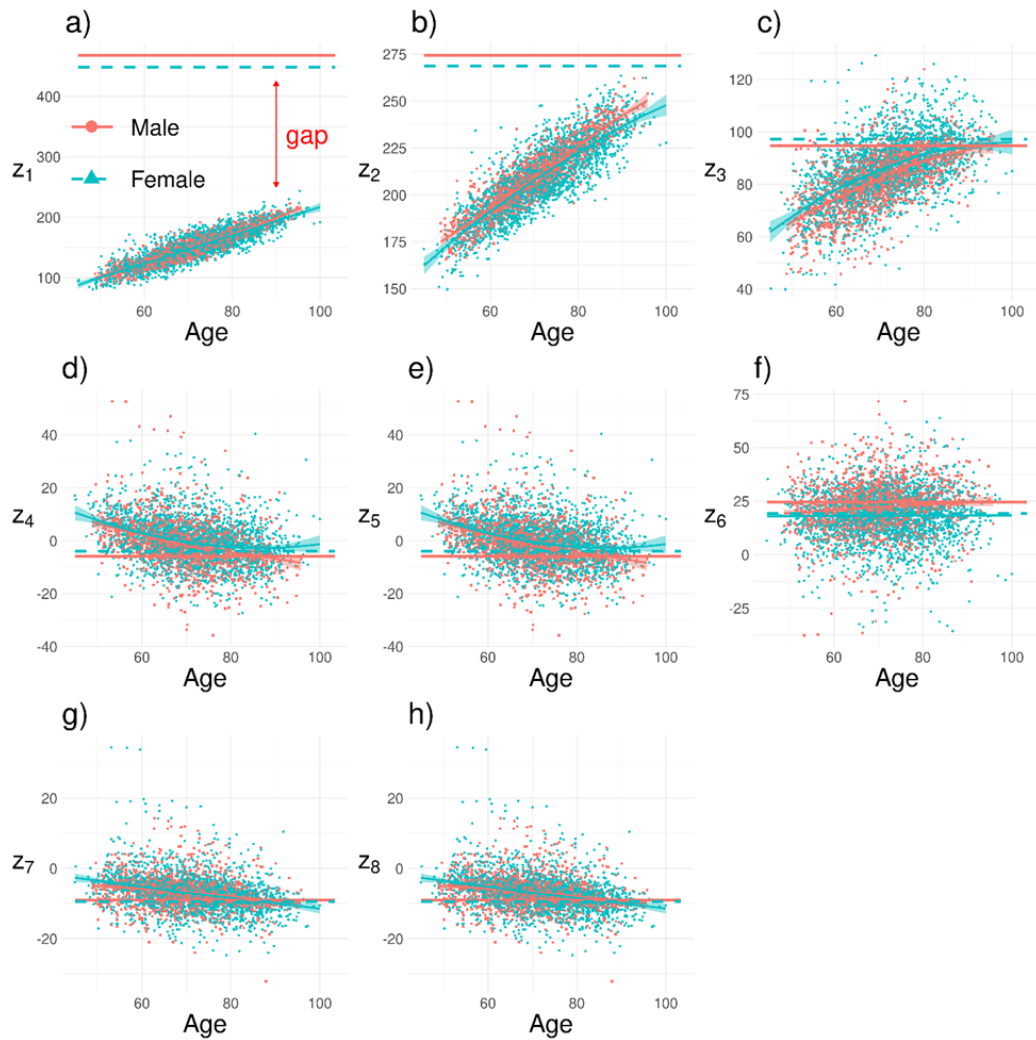 a) b) c)
400
300
200
100
z1
Male
Female
gap
60 80 100
Age
275
250
225
200
175
150
z2
60 80 100
Age
120
100
80
60
40
z3
60 80 100
Age
d) e) f)
40
20
0
-20
-40
z4
60 80 100
Age
40
20
0
-20
-40
z5
60 80 100
Age
75
50
25
0
-25
z6
60 80 100
Age
g) h)
20
0
-20
z7
60 80 100
Age
20
0
-20
z8
60 80 100
Age